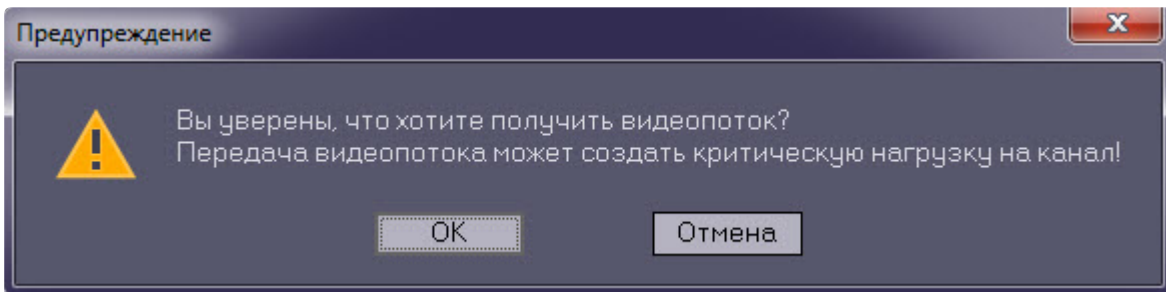 Предупреждение
Вы уверены, что хотите получить видеопоток?
Передача видеопотока может создать критическую нагрузку на канал!
OK
Отмена